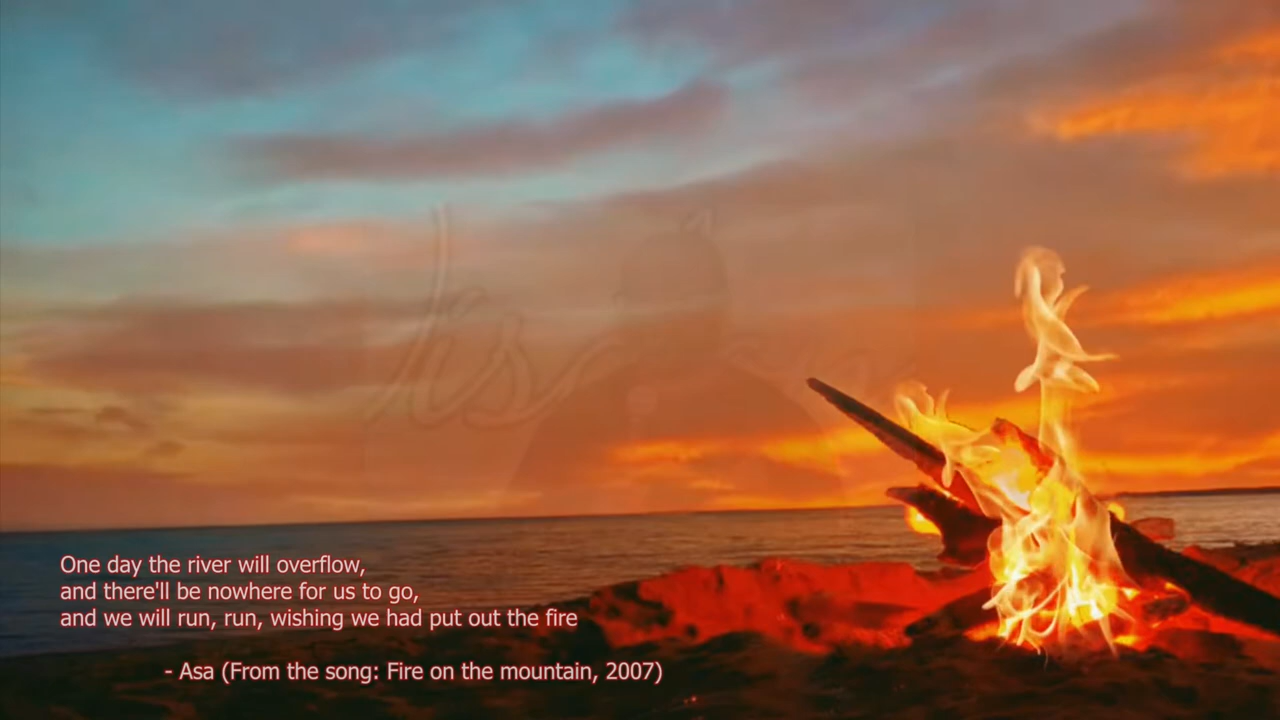 One day the river will overflow,
and there'll be nowhere for us to go,
and we will run, run, wishing we had put out the fire
- Asa (From the song: Fire on the mountain, 2007)